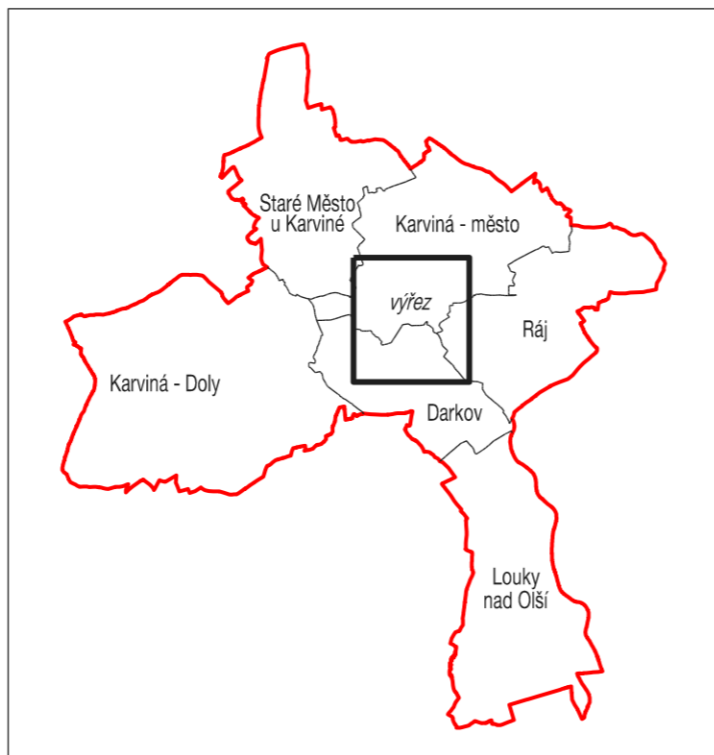 Staré Město
u Karviné
Karviná - město
výřez
Ráj
Karviná - Doly
Darkov
Louky
nad Olší